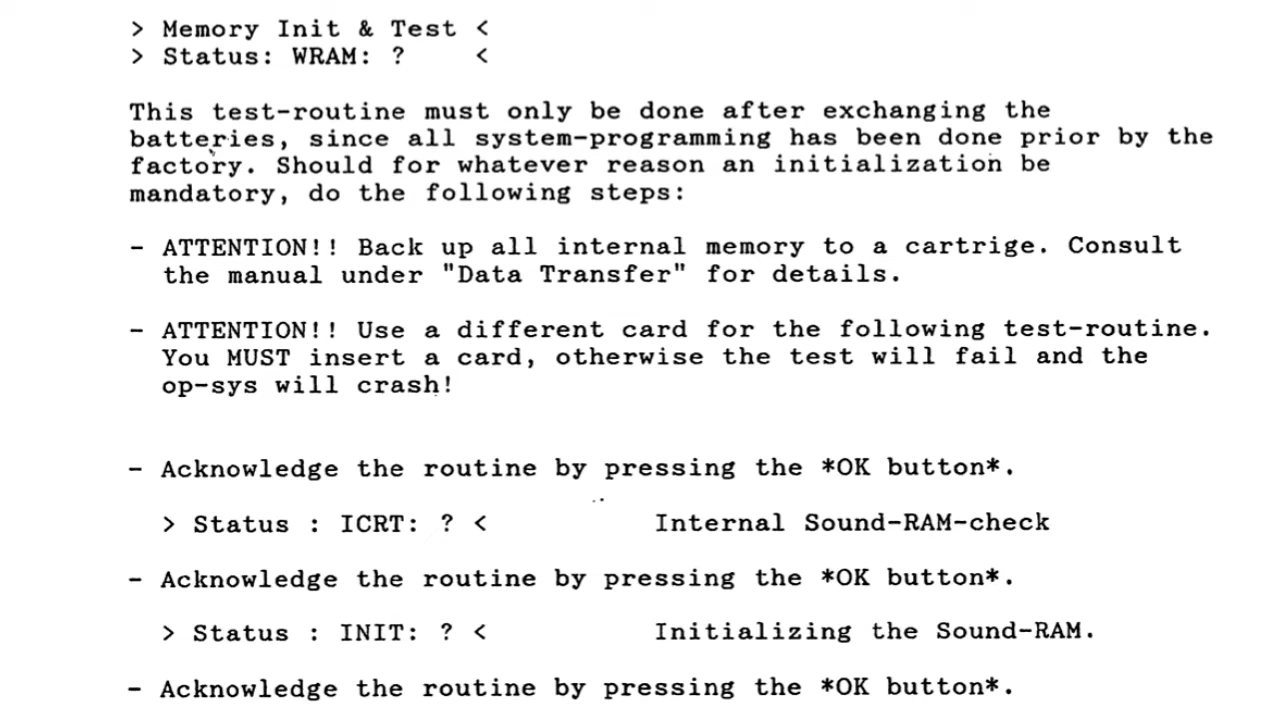 > Memory Init & Test <
> Status: WRAM: ? <
This test-routine must only be done after exchanging the
batteries, since all system-programming has been done prior by the
factory. Should for whatever reason an initialization be
mandatory, do the following steps:
- ATTENTION!! Back up all internal memory to a cartrige. Consult
the manual under "Data Transfer" for details.
- ATTENTION!! Use a different card for the following test-routine.
You MUST insert a card, otherwise the test will fail and the
op-sys will crash!
- Acknowledge the routine by pressing the *OK button*.
> Status : ICRT: ? < Internal Sound-RAM-check
- Acknowledge the routine by pressing the *OK button*.
> Status : INIT: ? < Initializing the Sound-RAM.
- Acknowledge the routine by pressing the *OK button*.